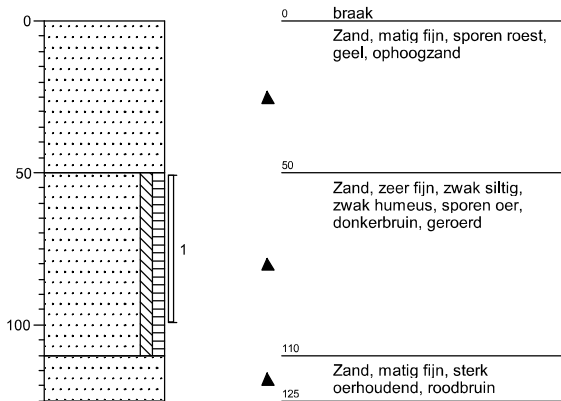 0
0
braak
Zand, matig fijn, sporen roest,
geel, ophoogzand
50
50
Zand, zeer fijn, zwak siltig,
zwak humeus, sporen oer,
donkerbruin, geroerd
1
100
110
Zand, matig fijn, sterk
oerhoudend, roodbruin
125